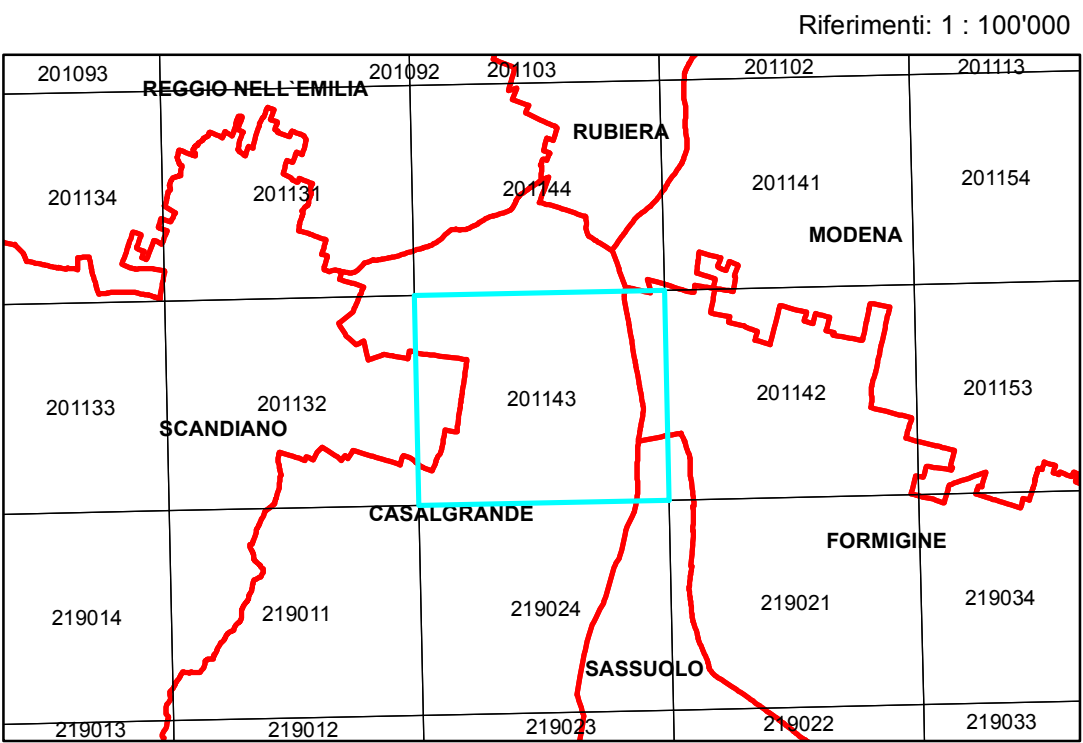 Riferimenti: 1 : 100'000
201093 201092 201103 201102 201113
REGGIO NELL`EMILIA
RUBIERA
201134 201131 201144 201141 201154
MODENA
201133 201132 201143 201142 201153
SCANDIANO
CASALGRANDE
FORMIGINE
219014 219011 219024 219021 219034
SASSUOLO
219013 219012 219023 219022 219033